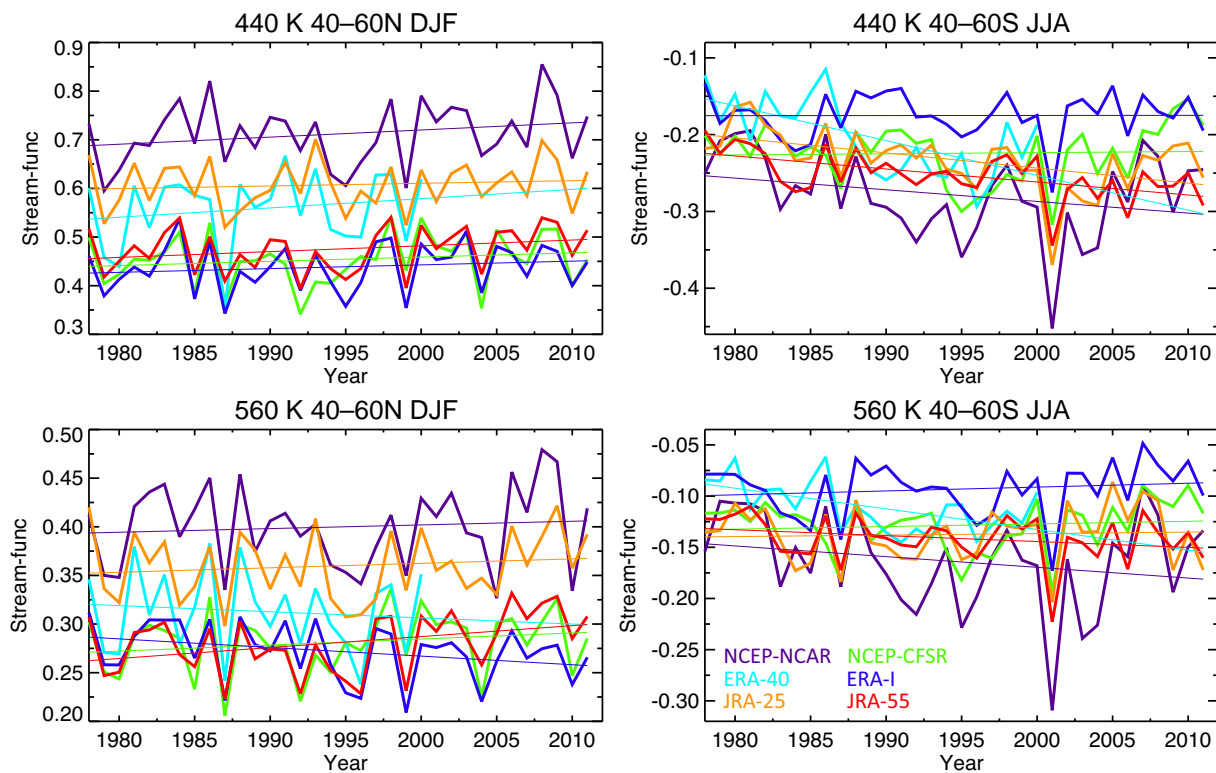 440 K 40–60N DJF
0.9
0.8
0.7
0.6
0.5
0.4
0.3
Stream-func
1980 1985 1990 1995 2000 2005 2010
Year
440 K 40–60S JJA
-0.1
-0.2
-0.3
-0.4
Stream-func
1980 1985 1990 1995 2000 2005 2010
Year
560 K 40–60N DJF
0.50
0.45
0.40
0.35
0.30
0.25
0.20
Stream-func
1980 1985 1990 1995 2000 2005 2010
Year
560 K 40–60S JJA
-0.05
-0.10
-0.15
-0.20
-0.25
-0.30
Stream-func
NCEP-NCAR NCEP-CFSR
ERA-40 ERA-I
JRA-25 JRA-55
1980 1985 1990 1995 2000 2005 2010
Year